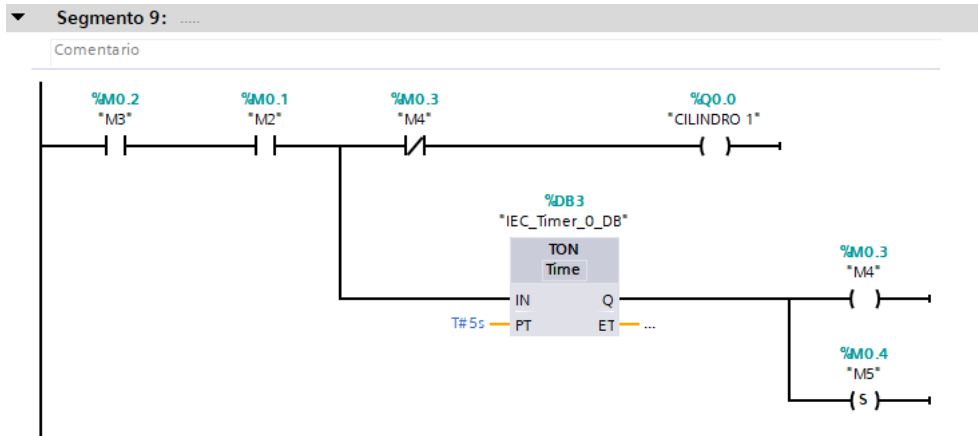 Segmento 9: .....
Comentario
%M0.2 %M0.1 %M0.3 %Q0.0
"M3" "M2" "M4" "CILINDRO 1"
%DB3
"IEC_Timer_0_DB"
TON
Time
%M0.3
"M4"
IN Q
T#5s PT ET ...
%M0.4
"M5"
S